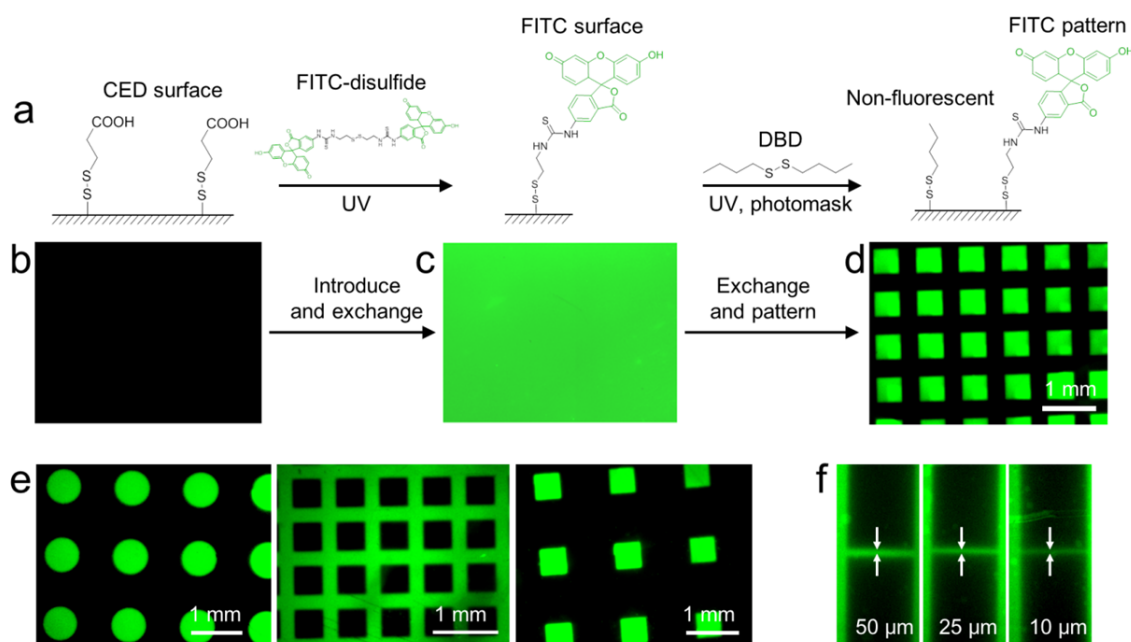 a
CED surface
COOH
COOH
S
S
S
S
FITC-disulfide
UV
FITC surface
O
O
OH
O
O
S
NH
HN
S
S
DBD
S
S
UV, photomask
Non-fluorescent
S
S
FITC pattern
O
O
OH
O
O
S
NH
HN
S
S
b
Introduce
and exchange
c
Exchange
and pattern
d
1 mm
e
1 mm
1 mm
1 mm
f
50 µm
25 µm
10 µm